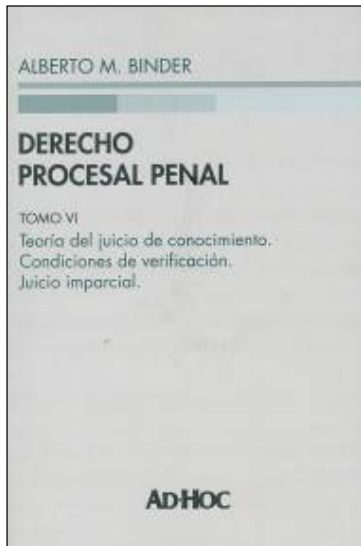 ALBERTO M. BINDER
DERECHO
PROCESAL PENAL
TOMO VI
Teoría del juicio de conocimiento.
Condiciones de verificación.
Juicio imparcial.
AD·HOC